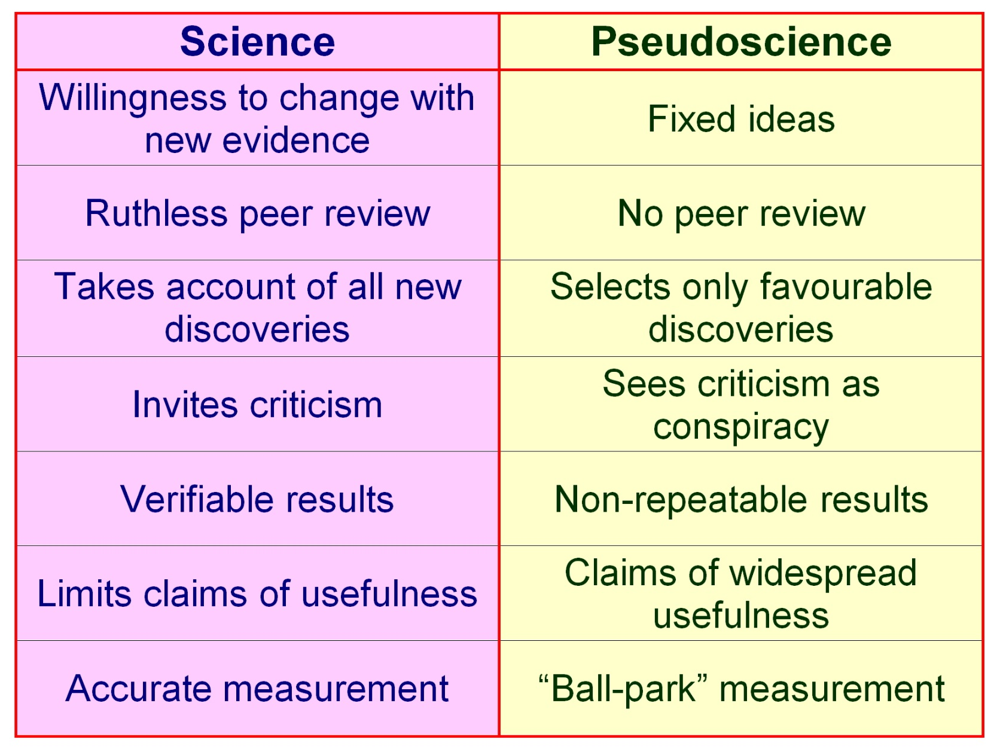 Science
Pseudoscience
Willingness to change with
new evidence
Fixed ideas
Ruthless peer review
No peer review
Takes account of all new
discoveries
Selects only favourable
discoveries
Invites criticism
Sees criticism as
conspiracy
Verifiable results
Non-repeatable results
Limits claims of usefulness
Claims of widespread
usefulness
Accurate measurement
“Ball-park” measurement